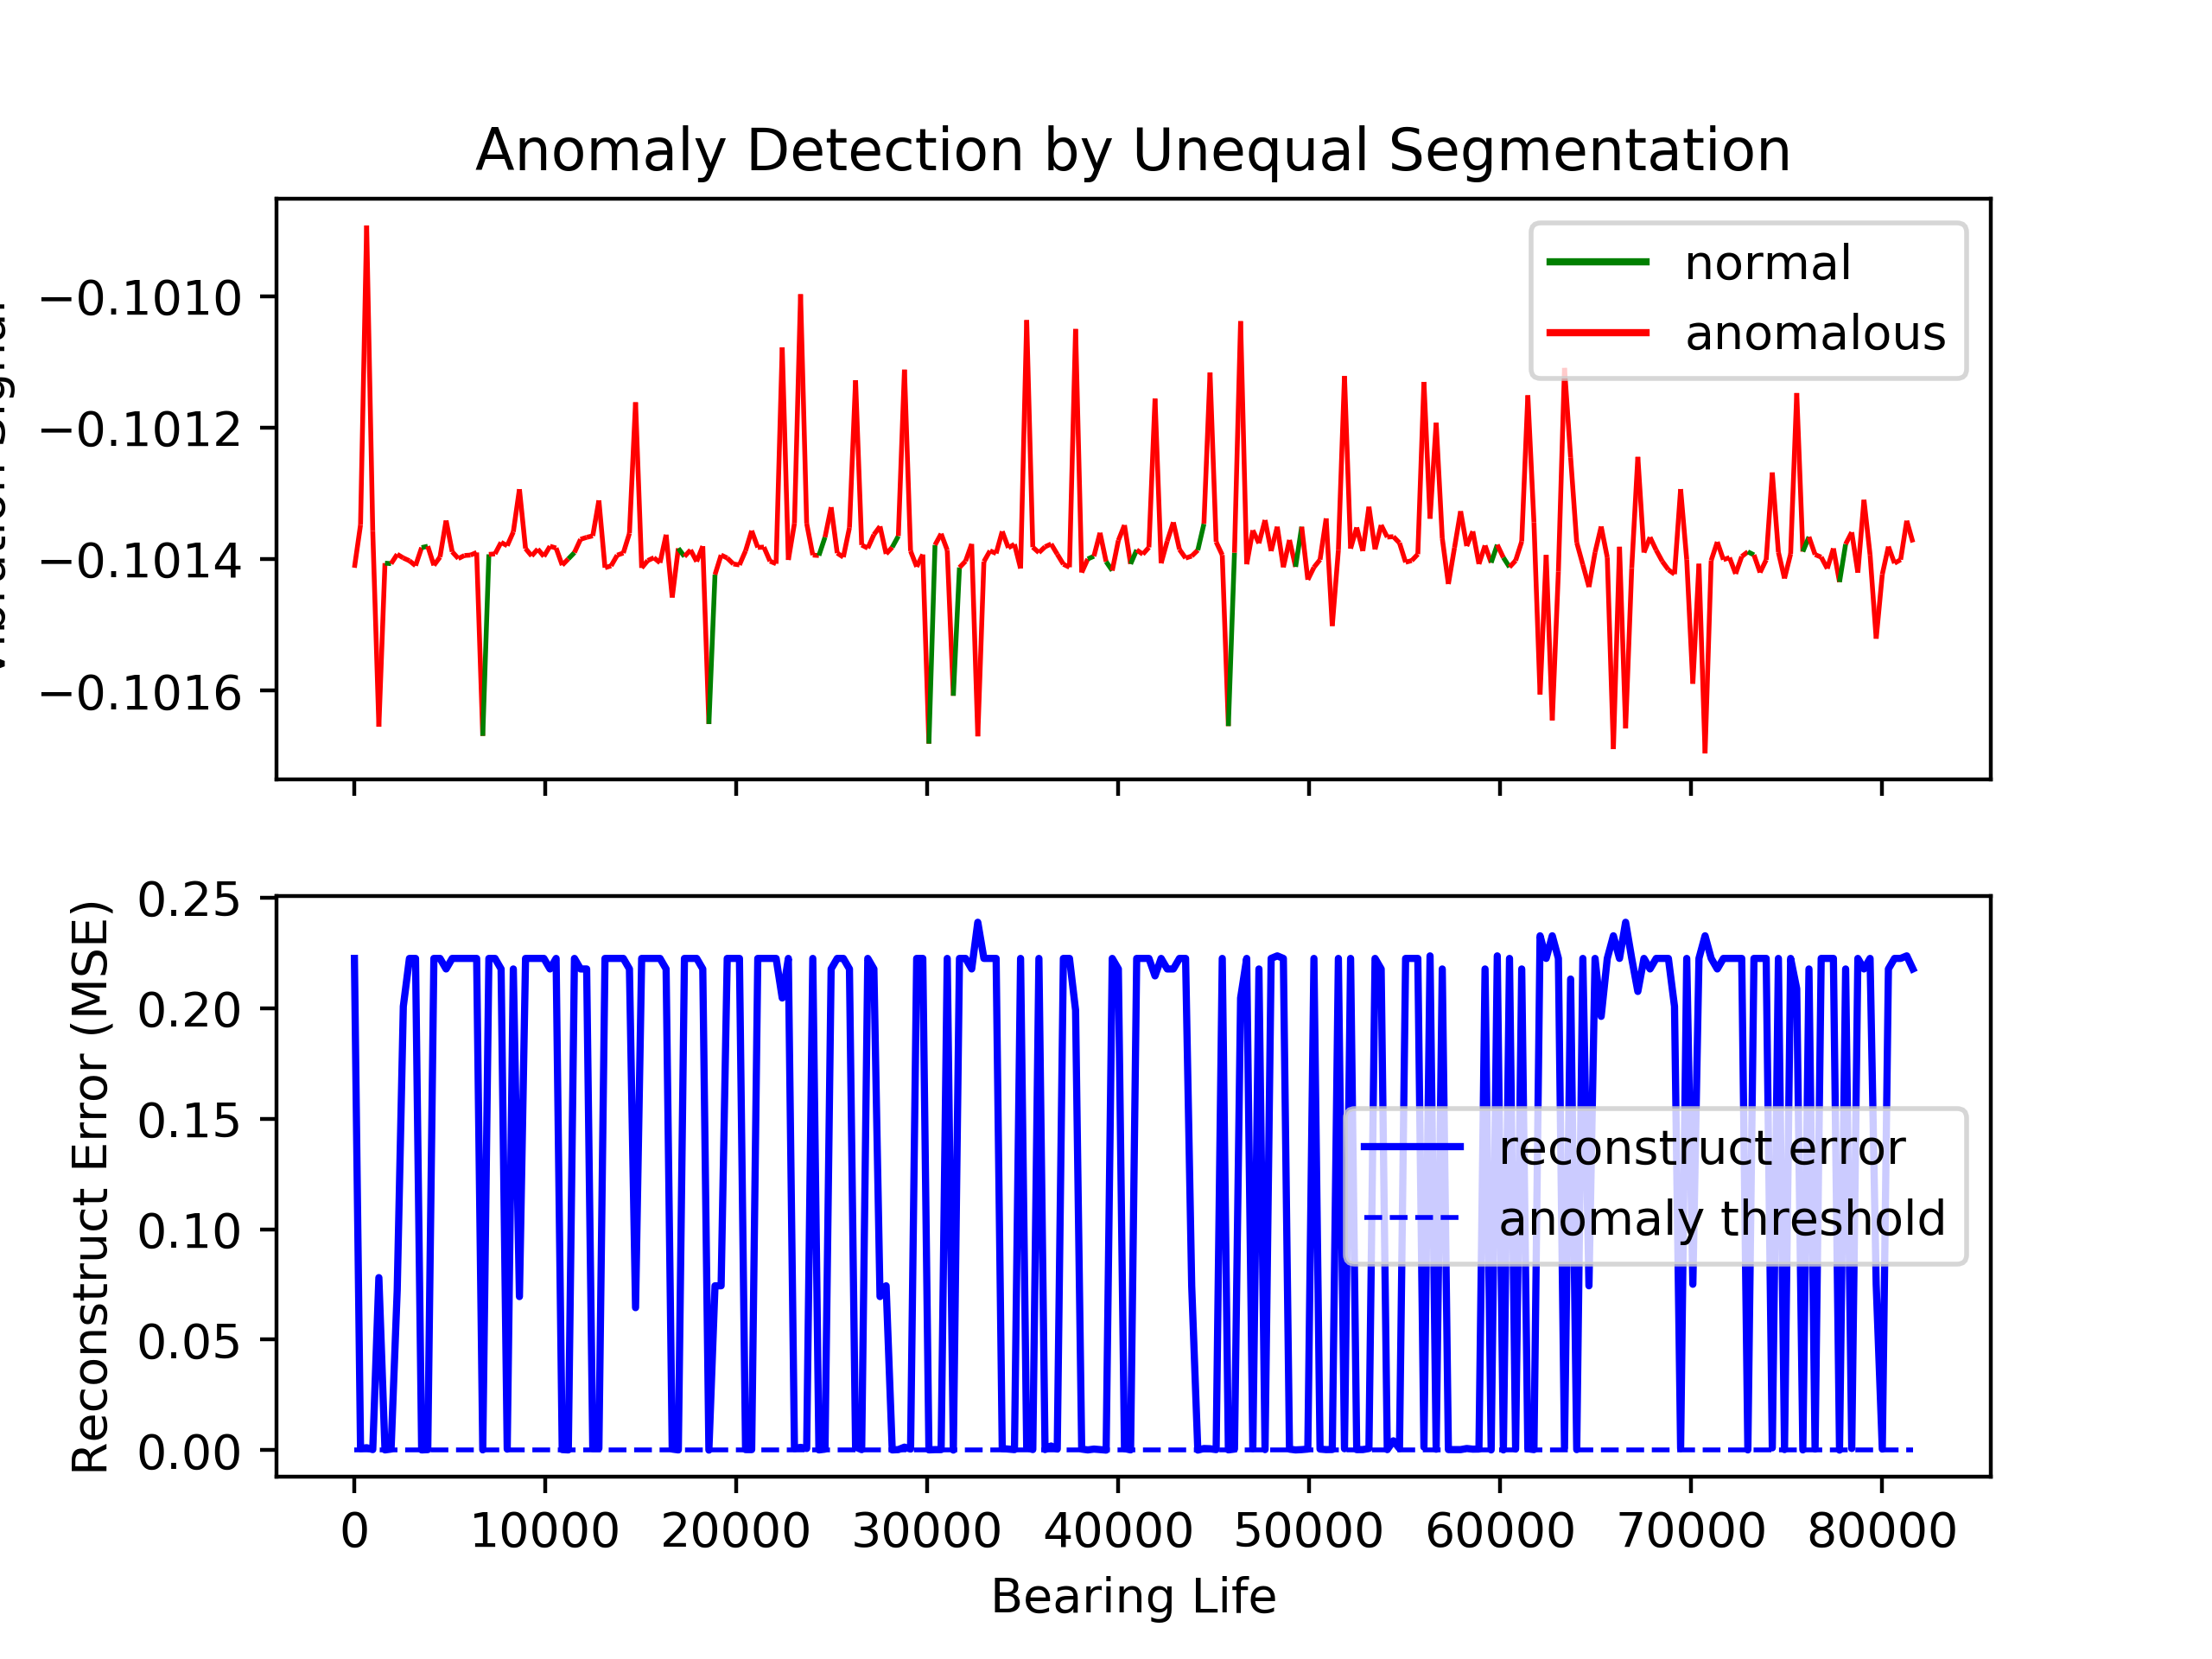 Anomaly Detection by Unequal Segmentation
normal
anomalous
−0.1010
−0.1012
−0.1014
−0.1016
Reconstruct Error (MSE)
0.25
0.20
0.15
0.10
0.05
0.00
reconstruct error
anomaly threshold
0 10000 20000 30000 40000 50000 60000 70000 80000
Bearing Life